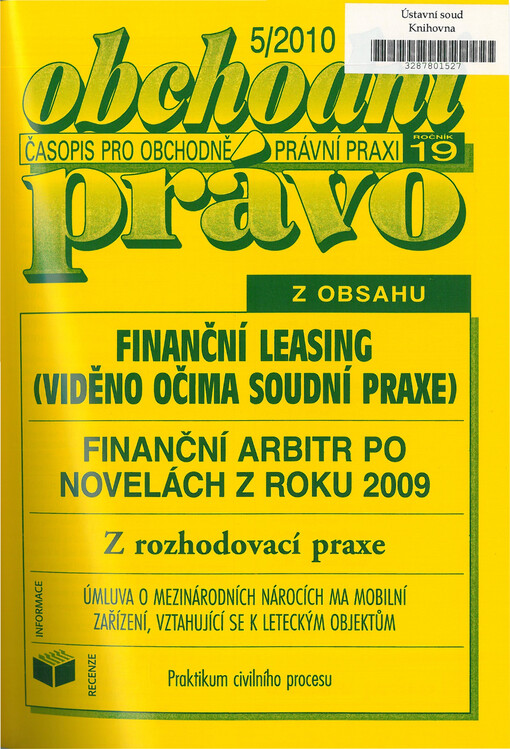 Ústavní soud
Knihovna
3287801527
5/2010
obchodní
ČASOPIS PRO OBCHODNĚ PRÁVNÍ PRAXI
ROČNÍK
19
právo
Z OBSAHU
FINANČNÍ LEASING
(VIDĚNO OČIMA SOUDNÍ PRAXE)
FINANČNÍ ARBITR PO
NOVELÁCH Z ROKU 2009
Z rozhodovací praxe
INFORMACE
ÚMLUVA O MEZINÁRODNÍCH NÁROCÍCH MA MOBILNÍ
ZAŘÍZENÍ, VZTAHUJÍCÍ SE K LETECKÝM OBJEKTŮM
RECENZE
Praktikum civilního procesu